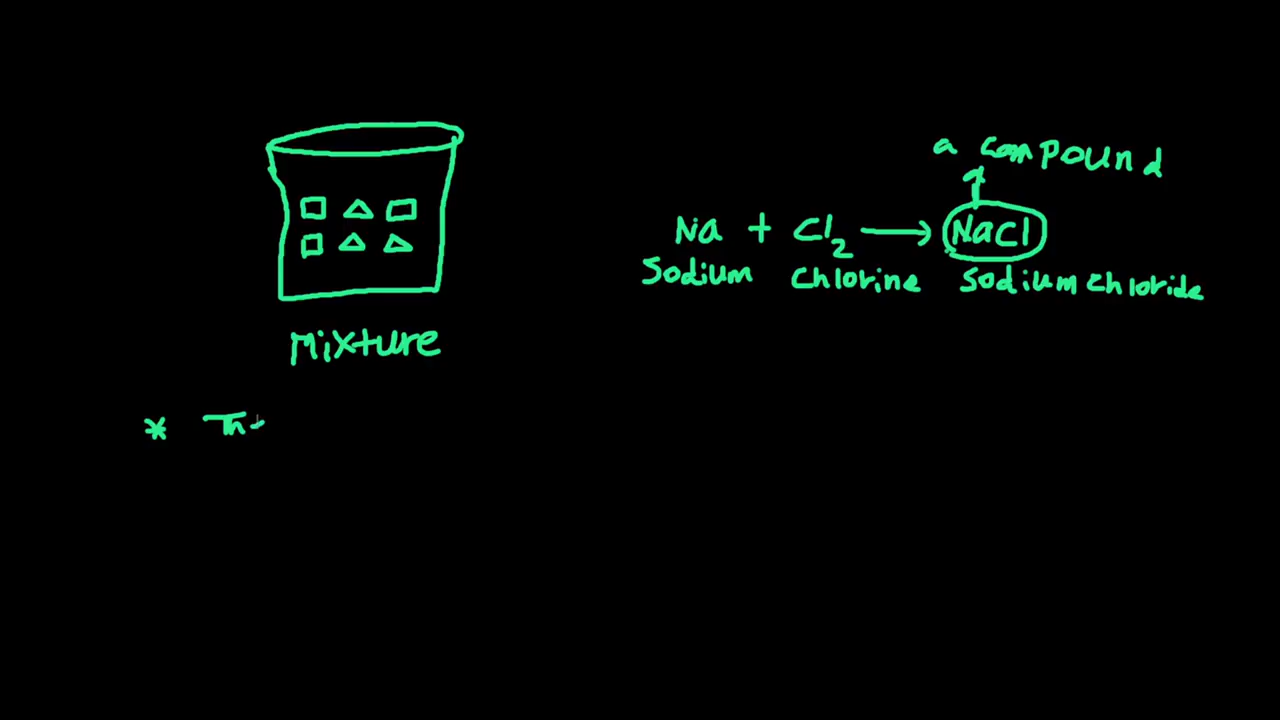 a compound
Na + Cl₂ → NaCl
Sodium Chlorine Sodium chloride
Mixture
*